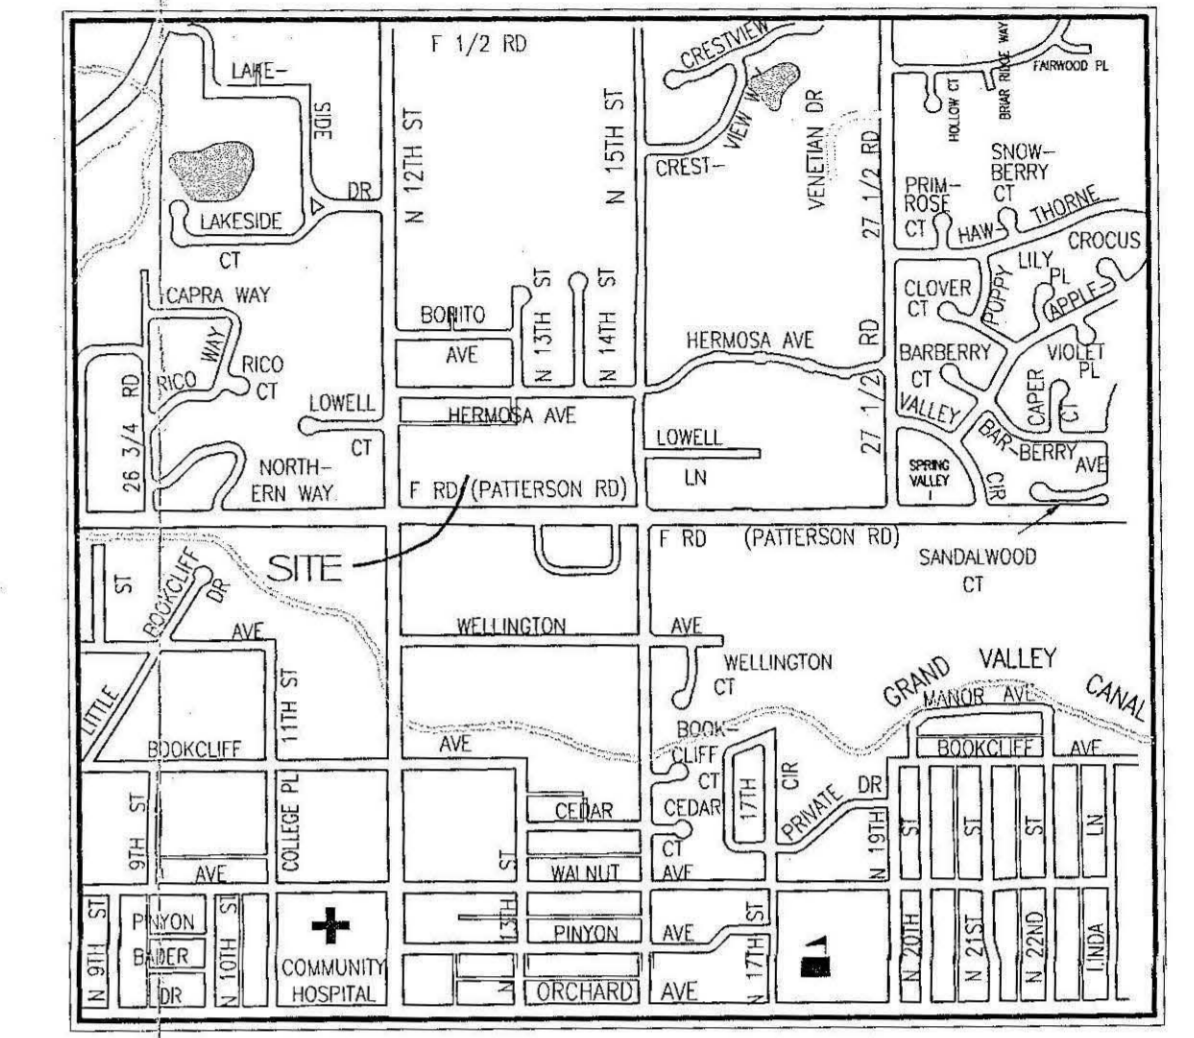 F 1/2 RD
CRESTVIEW
LAKE-
FAIRWOOD PL
BRIAR RIDGE WAY
HOLLOW CT
SIDE
N 12TH ST
N 15TH ST
VIEW
CREST-
VENETIAN DR
27 1/2 RD
SNOW-
BERRY
CT
PRIM-
ROSE
CT
DR
THORNE
HAW-
LAKESIDE
CT
CROCUS
LILY
PL
CAPRA WAY
CLOVER
CT
PUPPY
APPLE-
BONITO
AVE
N 13TH ST
N 14TH ST
HERMOSA AVE
27 1/2 RD
BARBERRY
CT
VIOLET
PL
WAY
RICO
RICO
CT
26 3/4 RD
LOWELL
CT
HERMOSA AVE
VALLEY
CAPER
CT
LOWELL
LN
BAR-
BERRY
AVE
NORTH-
ERN WAY
SPRING
VALLEY
I
CIR
F RD (PATTERSON RD)
F RD (PATTERSON RD)
SITE
SANDALWOOD
CT
ST
BOOKCLIFF
DR
AVE
WELLINGTON
AVE
WELLINGTON
CT
GRAND
VALLEY
CANAL
MANOR AVE
LITTLE
11TH ST
BOOKCLIFF
AVE
BOOK-
CLIFF
CT
BOOKCLIFF
AVE
17TH
CIR
PRIVATE
DR
9TH ST
COLLEGE PL
CEDAR
CEDAR
CT
N 19TH
ST
ST
ST
LN
AVE
ST
WALNUT
AVE
N 9TH ST
PINYON
BADER
DR
N 10TH ST
COMMUNITY
HOSPITAL
N 13TH
PINYON
AVE
ORCHARD
AVE
N 17TH ST
N 20TH
N 21ST
N 22ND
LINDA